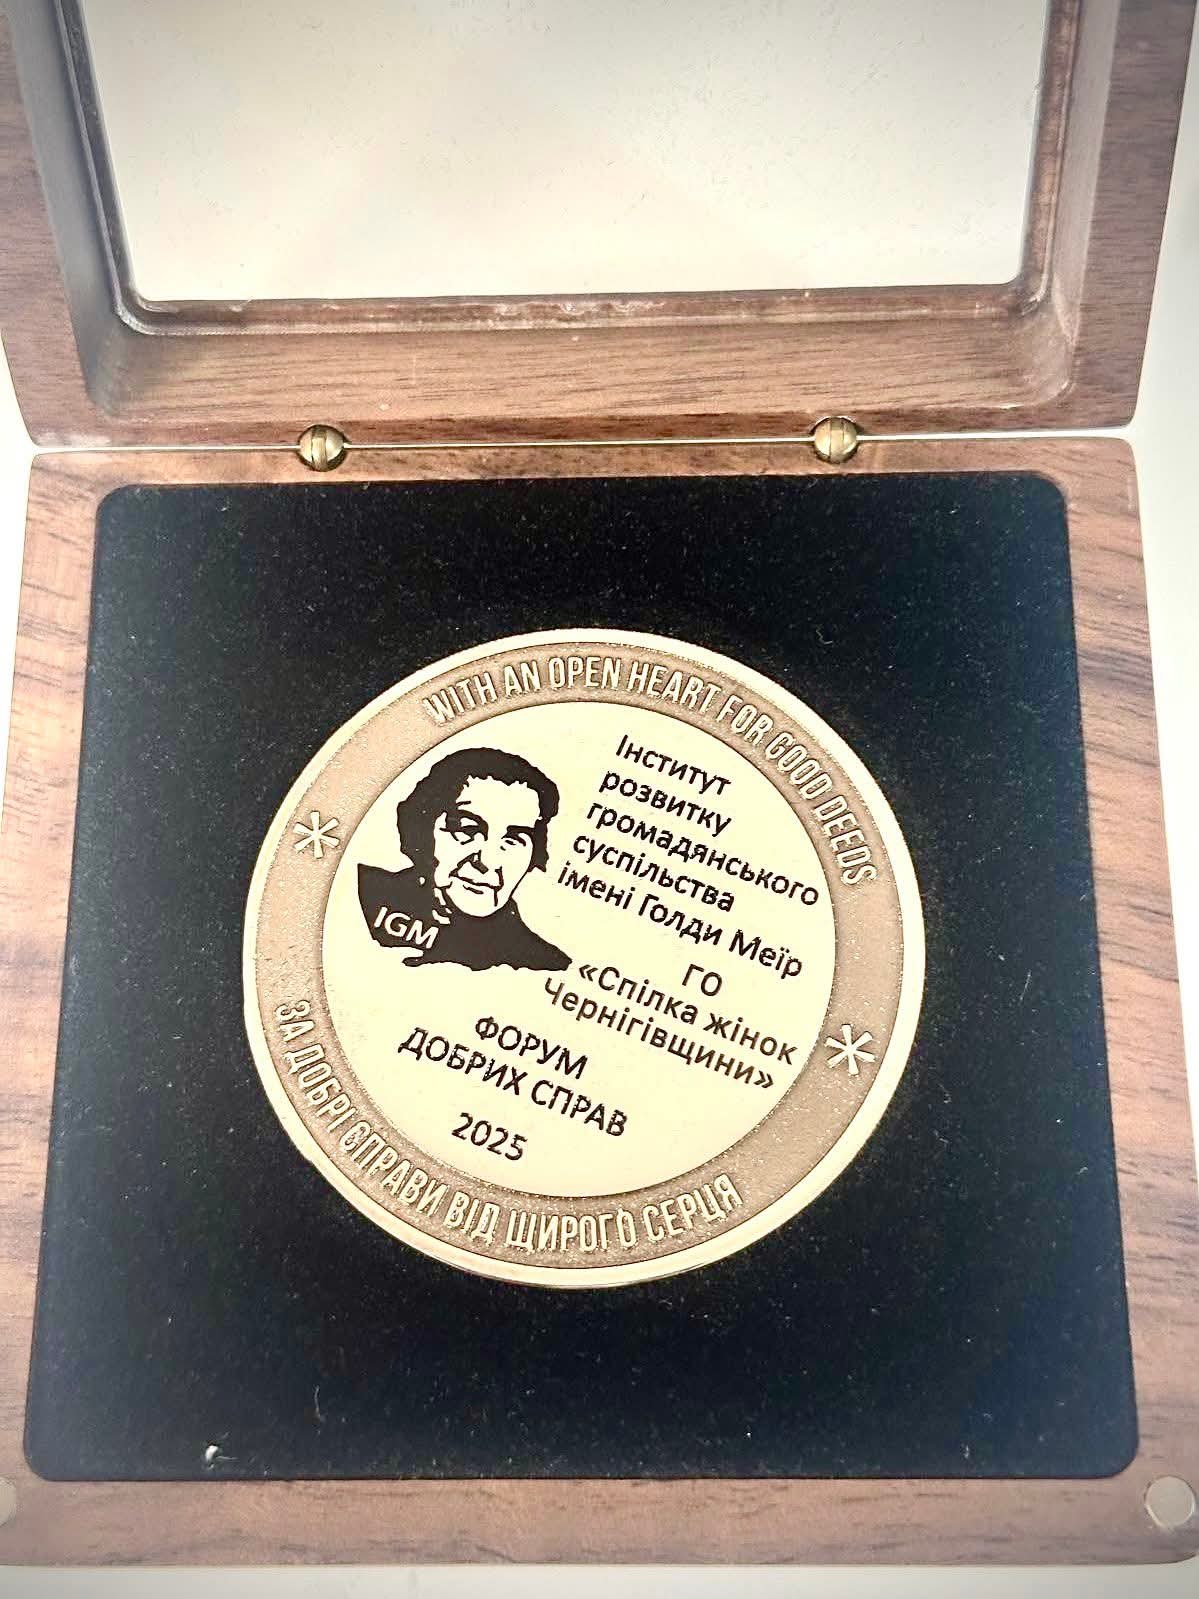 WITH AN OPEN HEART FOR GOOD DEEDS
Інститут
розвитку
громадянського
суспільства
імені Голди Меїр
IGM
ГО
«Спілка жінок
Чернігівщини»
ФОРУМ
ДОБРИХ СПРАВ
2025
ЗА ДОБРІ СПРАВИ ВІД ЩИРОГО СЕРЦЯ